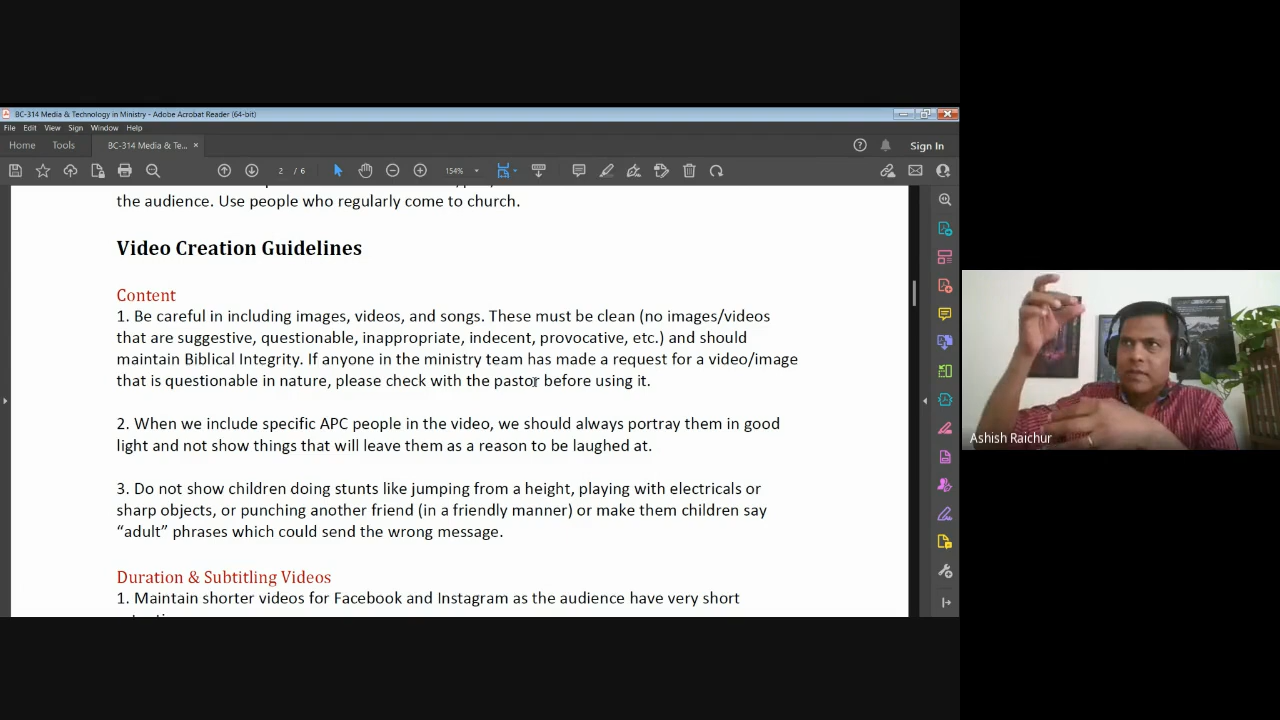 BC-314 Media & Technology in Ministry - Adobe Acrobat Reader (64-bit)
File Edit View Sign Window Help
Home Tools BC-314 Media & Te... × Sign In
2 / 6 154%
the audience. Use people who regularly come to church.
Video Creation Guidelines
Content
1. Be careful in including images, videos, and songs. These must be clean (no images/videos
that are suggestive, questionable, inappropriate, indecent, provocative, etc.) and should
maintain Biblical Integrity. If anyone in the ministry team has made a request for a video/image
that is questionable in nature, please check with the pastor before using it.
2. When we include specific APC people in the video, we should always portray them in good
light and not show things that will leave them as a reason to be laughed at.
3. Do not show children doing stunts like jumping from a height, playing with electricals or
sharp objects, or punching another friend (in a friendly manner) or make them children say
“adult” phrases which could send the wrong message.
Duration & Subtitling Videos
1. Maintain shorter videos for Facebook and Instagram as the audience have very short
Ashish Raichur